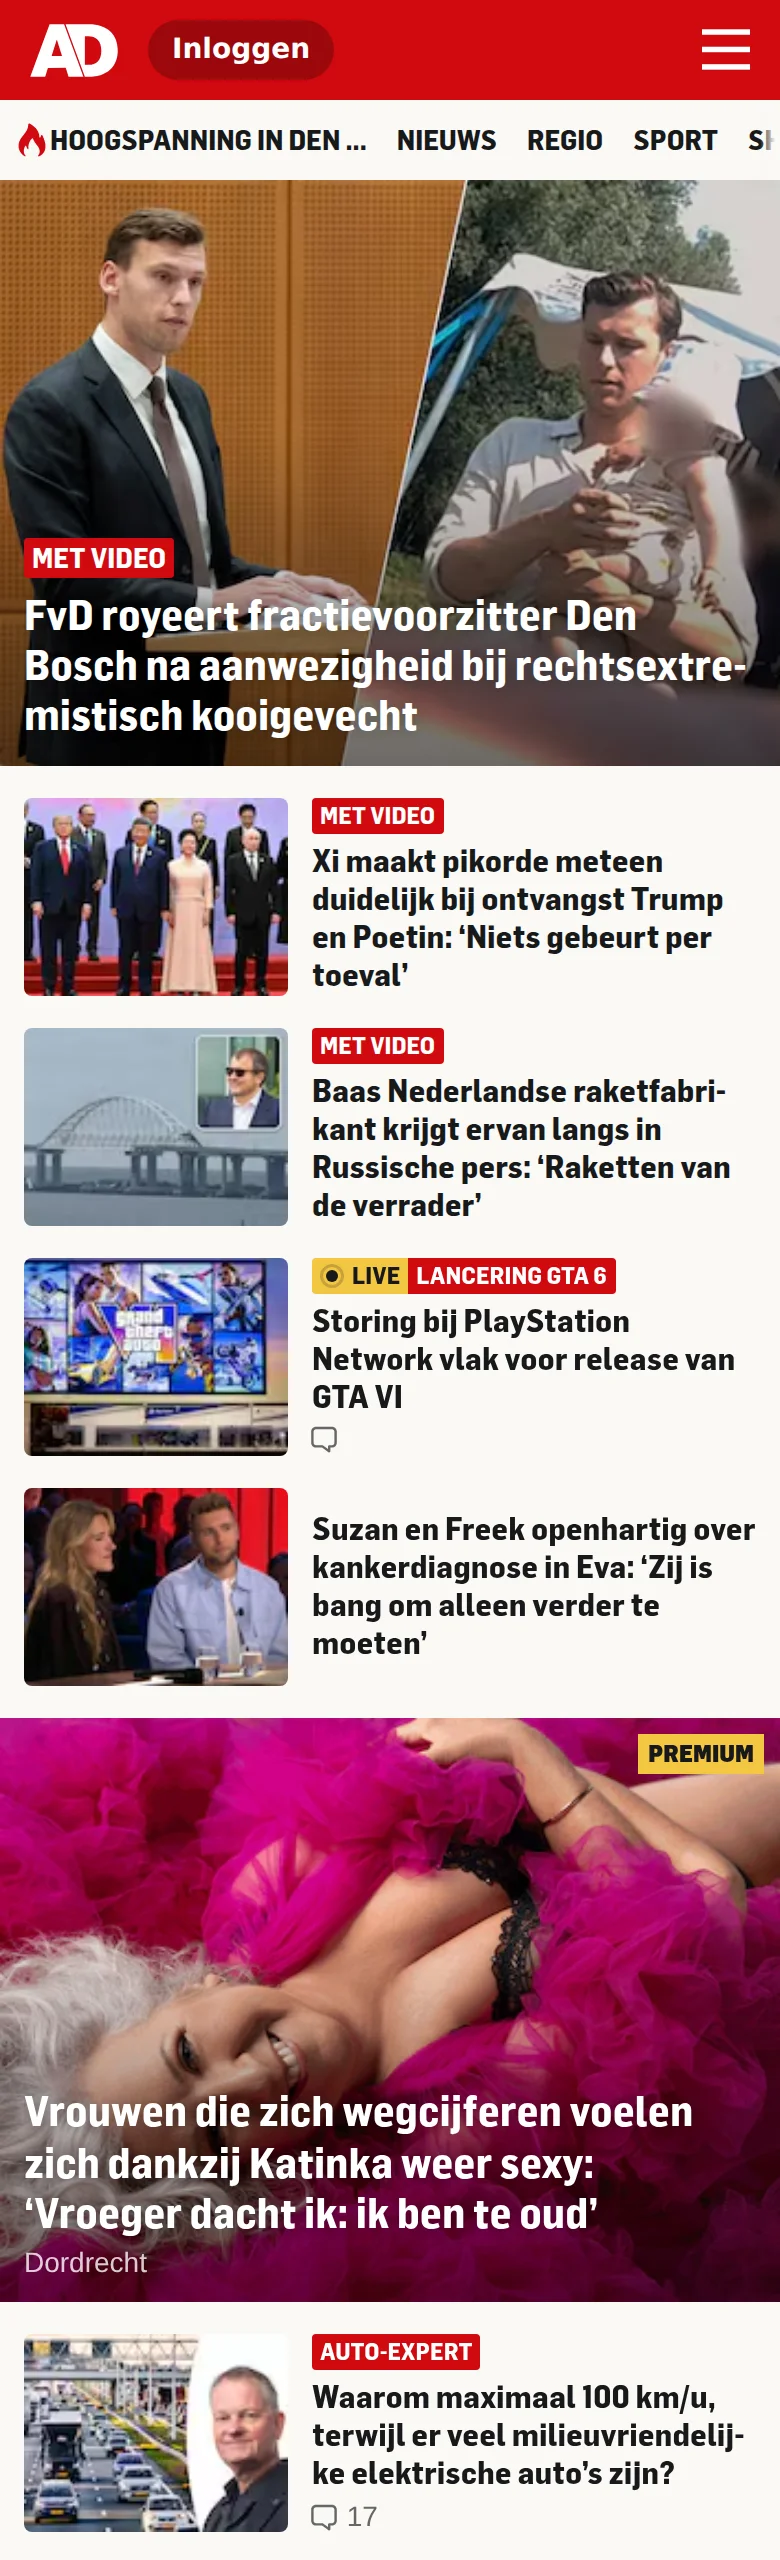 AD
Inloggen
HOOGSPANNING IN DEN ...
NIEUWS
REGIO
SPORT
MET VIDEO
FvD royeert fractievoorzitter Den
Bosch na aanwezigheid bij rechtsextre-
mistisch kooigevecht
MET VIDEO
Xi maakt pikorde meteen
duidelijk bij ontvangst Trump
en Poetin: ‘Niets gebeurt per
toeval’
MET VIDEO
Baas Nederlandse raketfabri-
kant krijgt ervan langs in
Russische pers: ‘Raketten van
de verrader’
LIVE
LANCERING GTA 6
grand
theft
auto
Storing bij PlayStation
Network vlak voor release van
GTA VI
Suzan en Freek openhartig over
kankerdiagnose in Eva: ‘Zij is
bang om alleen verder te
moeten’
PREMIUM
Vrouwen die zich wegcijferen voelen
zich dankzij Katinka weer sexy:
‘Vroeger dacht ik: ik ben te oud’
Dordrecht
AUTO-EXPERT
Waarom maximaal 100 km/u,
terwijl er veel milieuvriendelij-
ke elektrische auto’s zijn?
17